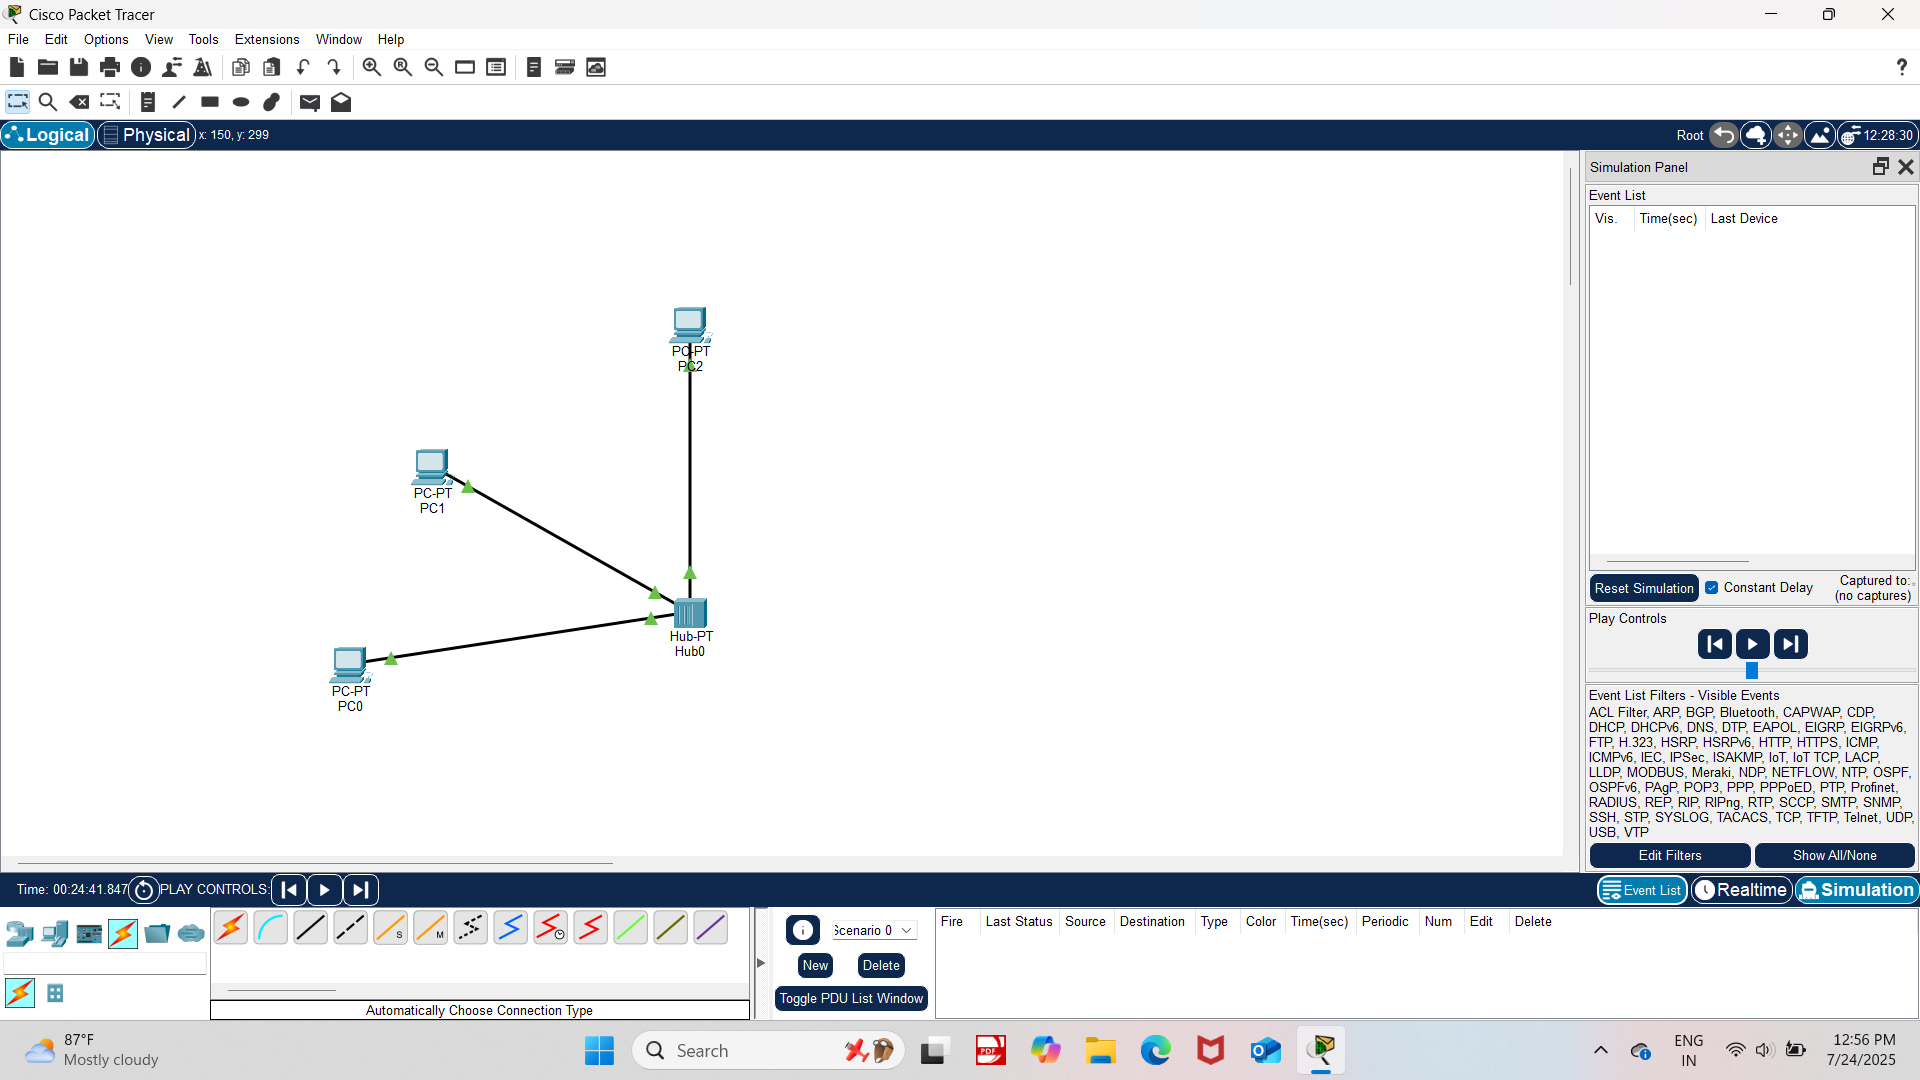 Cisco Packet Tracer
File Edit Options View Tools Extensions Window Help
Logical Physical x: 150, y: 299 Root 12:28:30
Simulation Panel
Event List
Vis. Time(sec) Last Device
PC-PT
PC2
PC-PT
PC1
Hub-PT
Hub0
PC-PT
PC0
Reset Simulation Constant Delay Captured to:
(no captures)
Play Controls
Event List Filters - Visible Events
ACL Filter, ARP, BGP, Bluetooth, CAPWAP, CDP,
DHCP, DHCPv6, DNS, DTP, EAPOL, EIGRP, EIGRPv6,
FTP, H.323, HSRP, HSRPv6, HTTP, HTTPS, ICMP,
ICMPv6, IEC, IPSec, ISAKMP, IoT, IoT TCP, LACP,
LLDP, MODBUS, Meraki, NDP, NETFLOW, NTP, OSPF,
OSPFv6, PAgP, POP3, PPP, PPPoED, PTP, Profinet,
RADIUS, REP, RIP, RIPng, RTP, SCCP, SMTP, SNMP,
SSH, STP, SYSLOG, TACACS, TCP, TFTP, Telnet, UDP,
USB, VTP
Edit Filters Show All/None
Time: 00:24:41.847 PLAY CONTROLS: Event List Realtime Simulation
S M
Scenario 0
New Delete
Toggle PDU List Window
Fire Last Status Source Destination Type Color Time(sec) Periodic Num Edit Delete
Automatically Choose Connection Type
87°F
Mostly cloudy
Search
PDF
ENG
IN
12:56 PM
7/24/2025